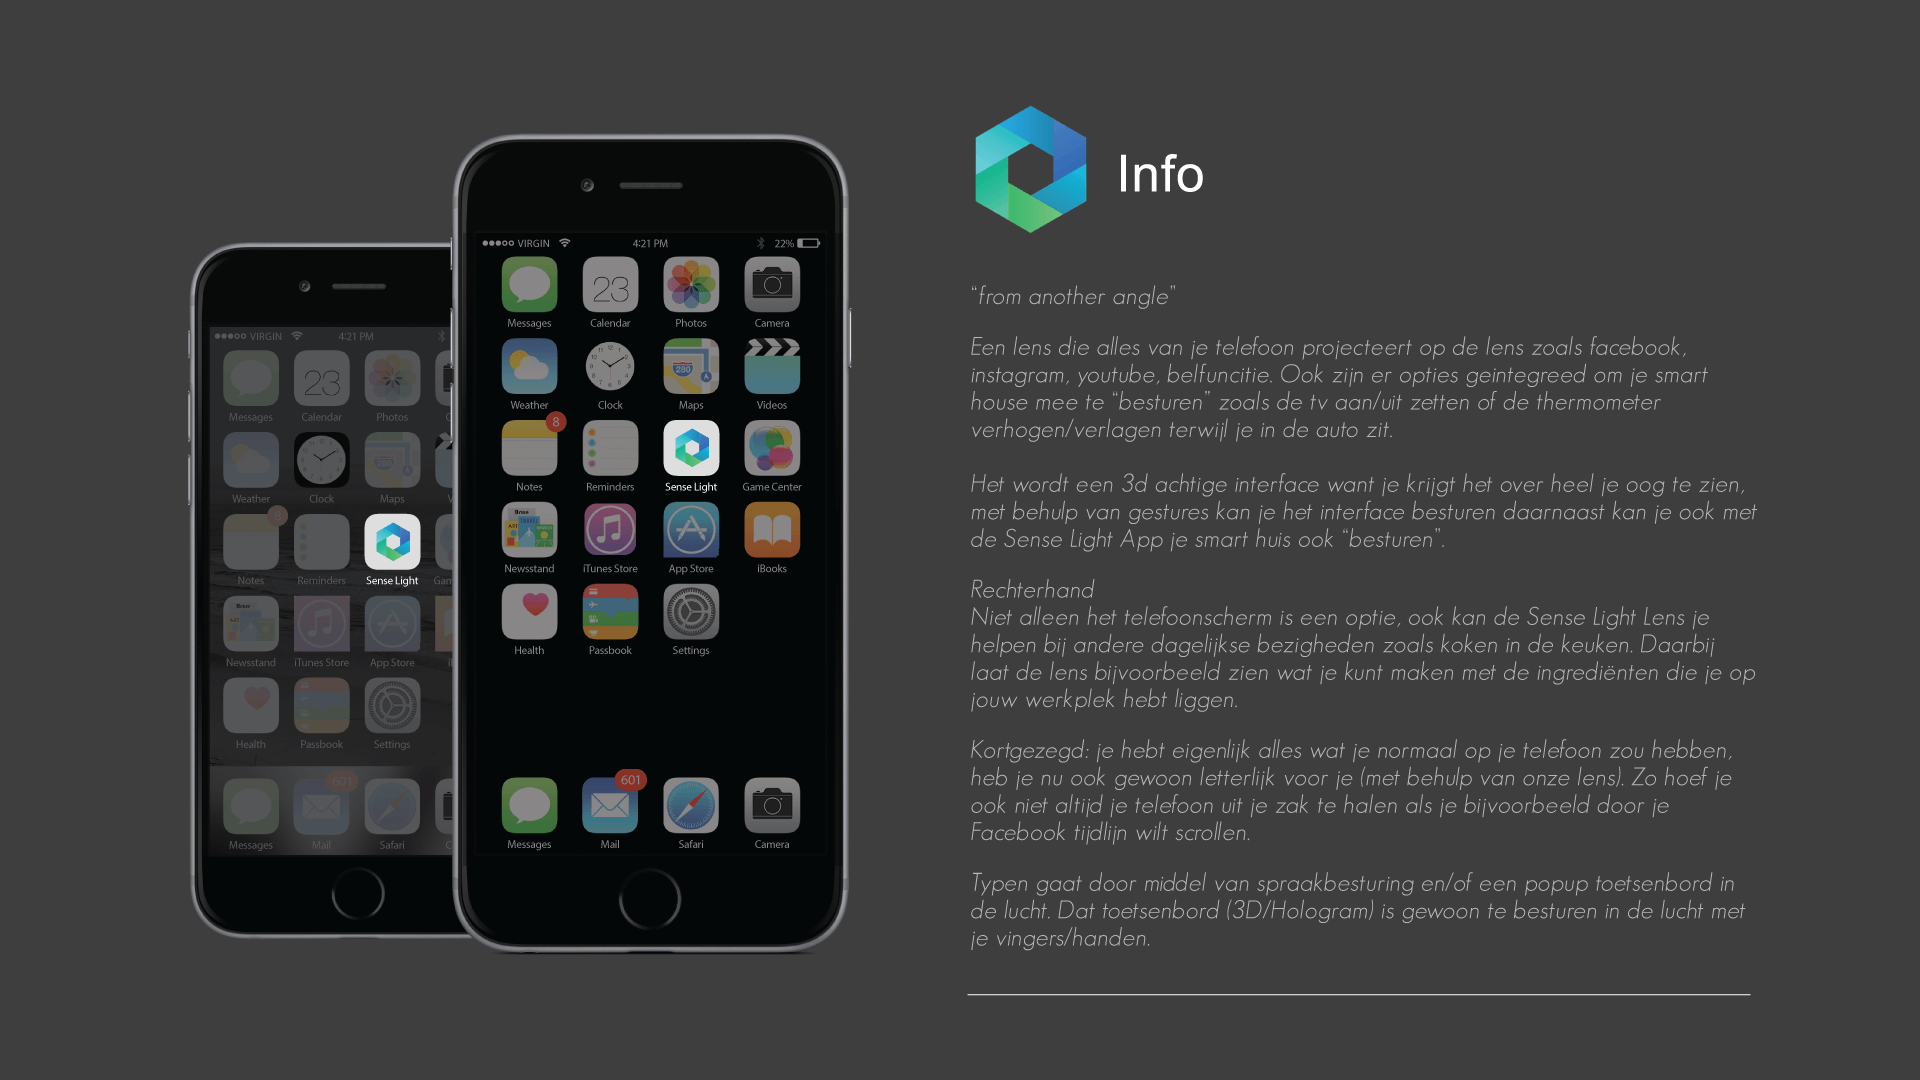 ●●●○○ VIRGIN 4:21 PM
Messages Calendar Photos C
Weather Clock Maps V
8
Notes Reminders Sense Light Gam
Newsstand iTunes Store App Store i
Health Passbook Settings
601
Messages Mail Safari C
●●●○○ VIRGIN 4:21 PM 22%
23
Messages Calendar Photos Camera
280
Weather Clock Maps Videos
8
Notes Reminders Sense Light Game Center
Newsstand iTunes Store App Store iBooks
Health Passbook Settings
601
Messages Mail Safari Camera
Info
“from another angle”
Een lens die alles van je telefoon projecteert op de lens zoals facebook,
instagram, youtube, belfuncitie. Ook zijn er opties geintegreed om je smart
house mee te “besturen” zoals de tv aan/uit zetten of de thermometer
verhogen/verlagen terwijl je in de auto zit.
Het wordt een 3d achtige interface want je krijgt het over heel je oog te zien,
met behulp van gestures kan je het interface besturen daarnaast kan je ook met
de Sense Light App je smart huis ook “besturen”.
Rechterhand
Niet alleen het telefoonscherm is een optie, ook kan de Sense Light Lens je
helpen bij andere dagelijkse bezigheden zoals koken in de keuken. Daarbij
laat de lens bijvoorbeeld zien wat je kunt maken met de ingrediënten die je op
jouw werkplek hebt liggen.
Kortgezegd: je hebt eigenlijk alles wat je normaal op je telefoon zou hebben,
heb je nu ook gewoon letterlijk voor je (met behulp van onze lens). Zo hoef je
ook niet altijd je telefoon uit je zak te halen als je bijvoorbeeld door je
Facebook tijdlijn wilt scrollen.
Typen gaat door middel van spraakbesturing en/of een popup toetsenbord in
de lucht. Dat toetsenbord (3D/Hologram) is gewoon te besturen in de lucht met
je vingers/handen.